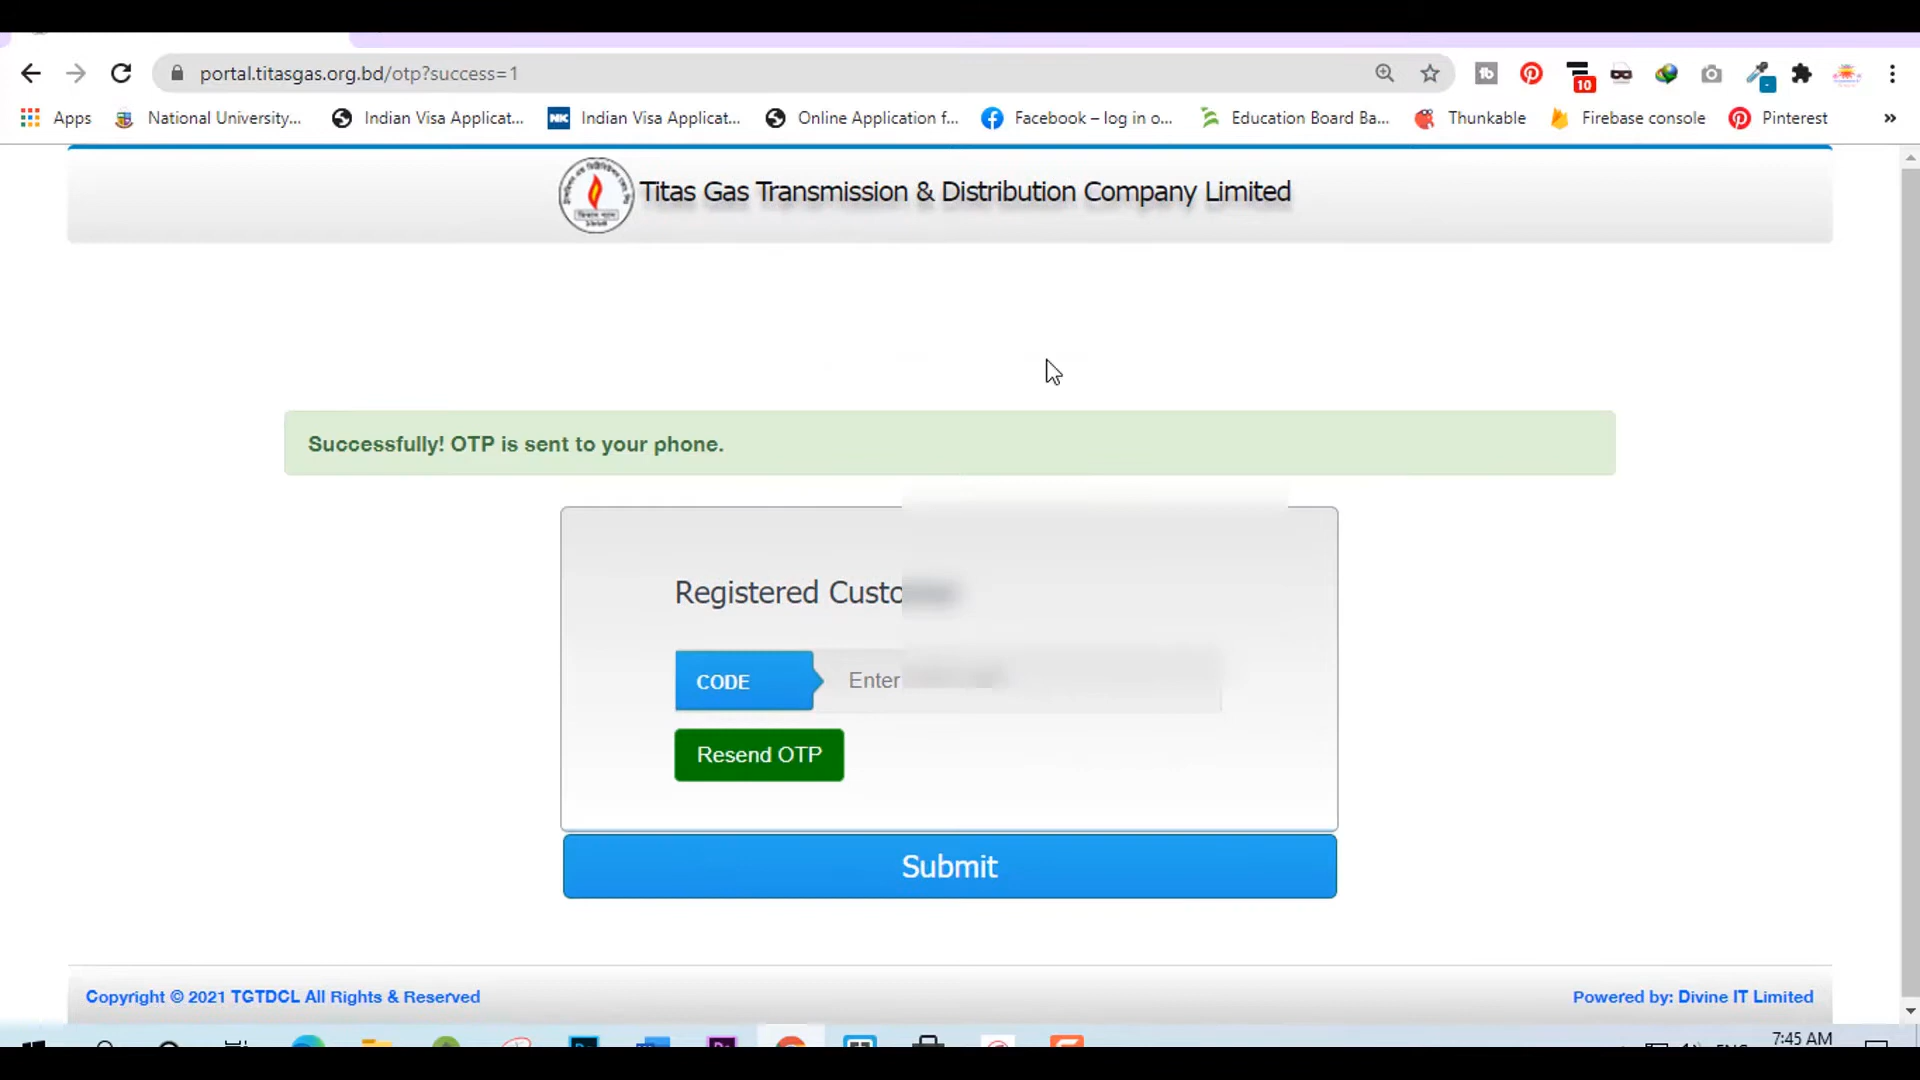 portal.titasgas.org.bd/otp?success=1
10
Apps
National University...
Indian Visa Applicat...
NIC
Indian Visa Applicat...
Online Application f...
Facebook – log in o...
Education Board Ba...
Thunkable
Firebase console
Pinterest
»
Titas Gas Transmission & Distribution Company Limited
Successfully! OTP is sent to your phone.
Registered Custo
CODE
Enter
Resend OTP
Submit
Copyright © 2021 TGTDCL All Rights & Reserved
Powered by: Divine IT Limited
7:45 AM